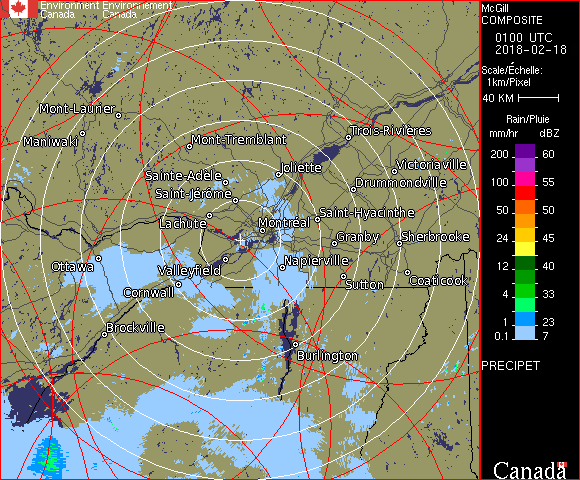 Environment Environnement
Canada Canada
McGill
COMPOSITE
0100 UTC
2018-02-18
Scale/Échelle:
1km/Pixel
40 KM
Rain/Pluie
mm/hr dBZ
200 60
100 55
50 50
24 45
12 40
4 33
1 23
0.1 7
PRECIPET
Canada
Mont-Laurier
Maniwaki
Mont-Tremblant
Trois-Rivières
Joliette
Victoriaville
Sainte-Adèle
Drummondville
Saint-Jérôme
Saint-Hyacinthe
Lachute
Montréal
Granby
Sherbrooke
Ottawa
Valleyfield
Napierville
Sutton
Coaticook
Cornwall
Brockville
Burlington